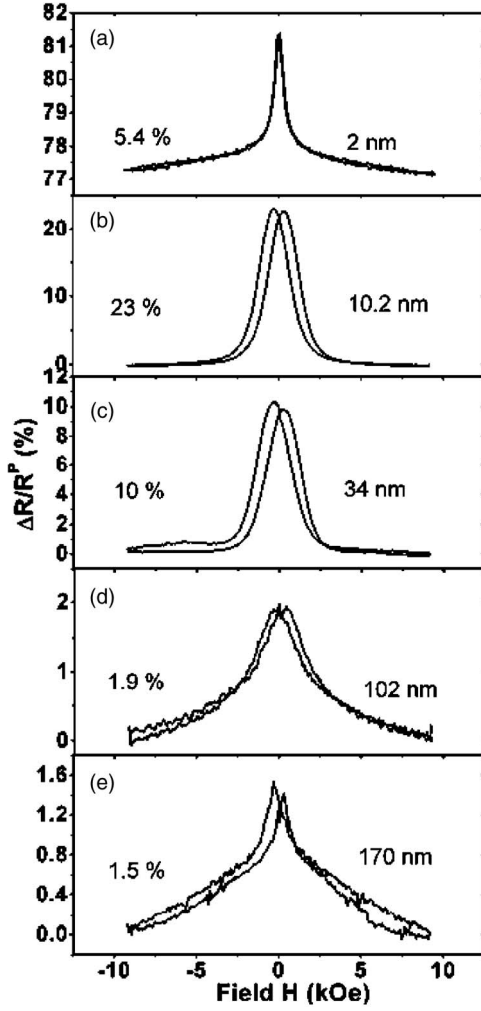 (a)
82
81
80
79
78
77
5.4 %
2 nm
(b)
20
10
0
23 %
10.2 nm
(c)
12
10
8
6
4
2
0
10 %
34 nm
(d)
2
1
0
1.9 %
102 nm
(e)
1.6
1.2
0.8
0.4
0.0
1.5 %
170 nm
-10 -5 0 5 10
Field H (kOe)
ΔR/R^P (%)